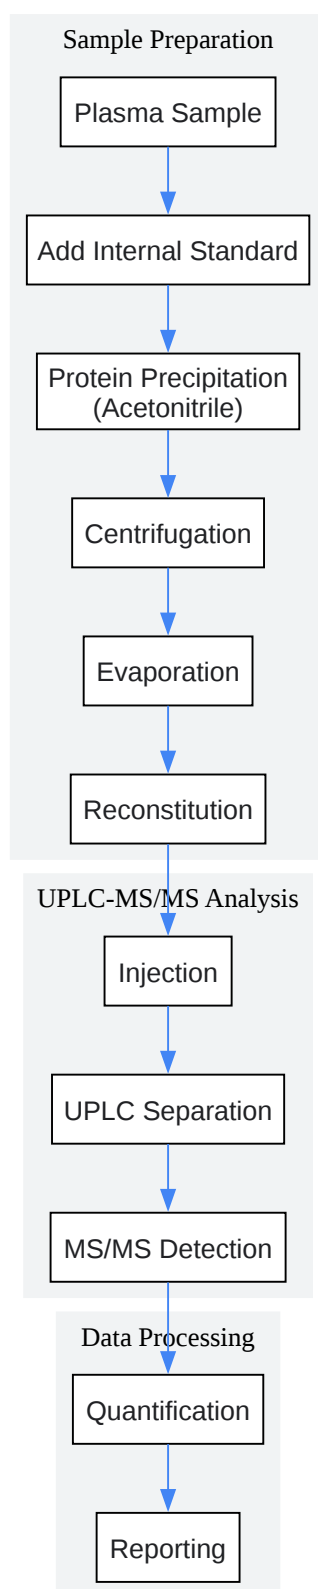 Sample Preparation
Plasma Sample
Add Internal Standard
Protein Precipitation
(Acetonitrile)
Centrifugation
Evaporation
Reconstitution
UPLC-MS/MS Analysis
Injection
UPLC Separation
MS/MS Detection
Data Processing
Quantification
Reporting